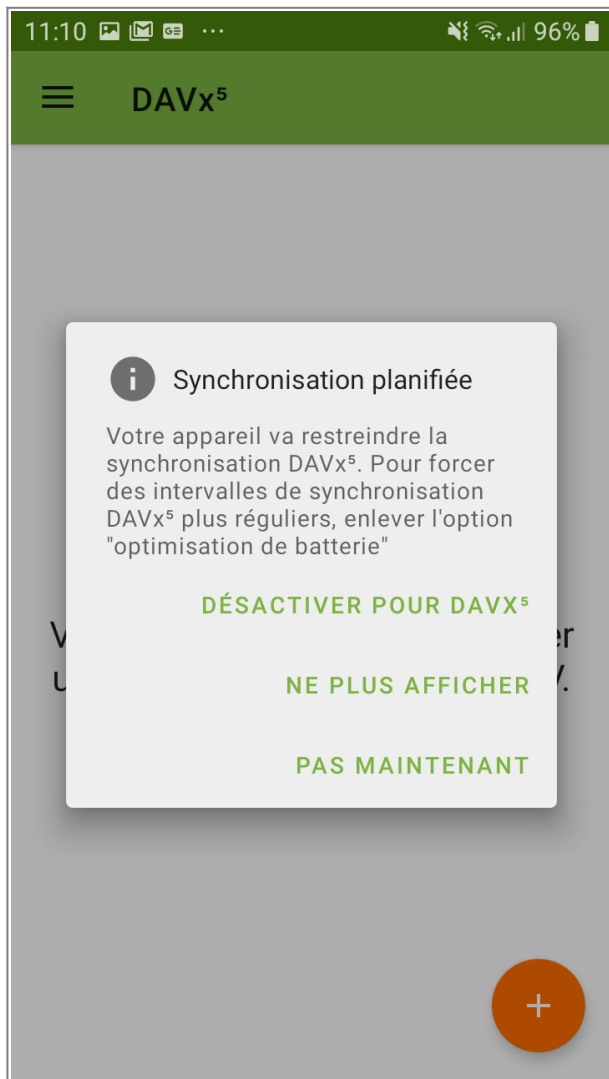 11:10 96%
DAVx⁵
Synchronisation planifiée
Votre appareil va restreindre la
synchronisation DAVx⁵. Pour forcer
des intervalles de synchronisation
DAVx⁵ plus réguliers, enlever l'option
"optimisation de batterie"
DÉSACTIVER POUR DAVX⁵
NE PLUS AFFICHER
PAS MAINTENANT